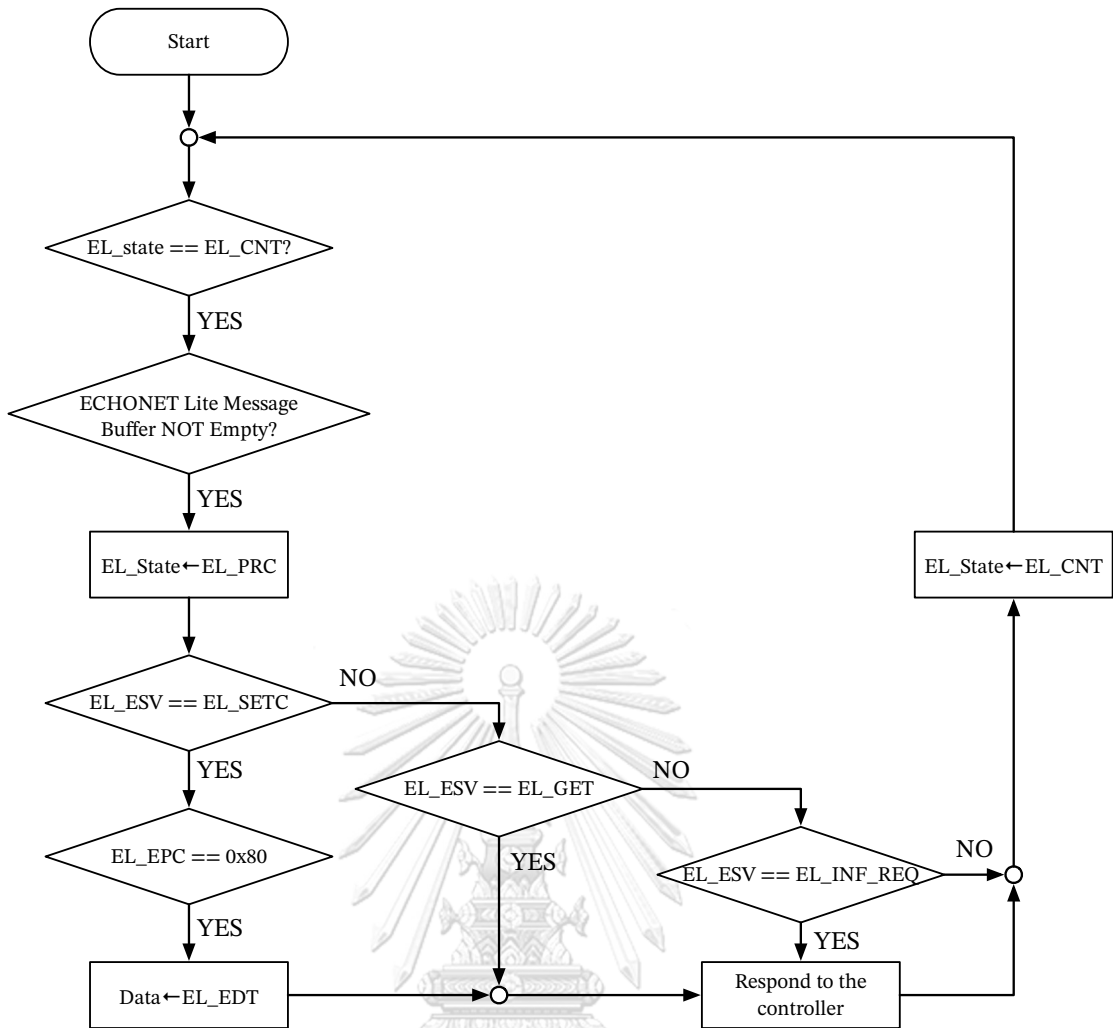 Start
EL_state == EL_CNT?
YES
ECHONET Lite Message
Buffer NOT Empty?
YES
EL_State←EL_PRC
EL_State←EL_CNT
EL_ESV == EL_SETC
NO
YES
EL_ESV == EL_GET
NO
EL_EPC == 0x80
YES
EL_ESV == EL_INF_REQ
NO
YES
YES
Data←EL_EDT
Respond to the
controller